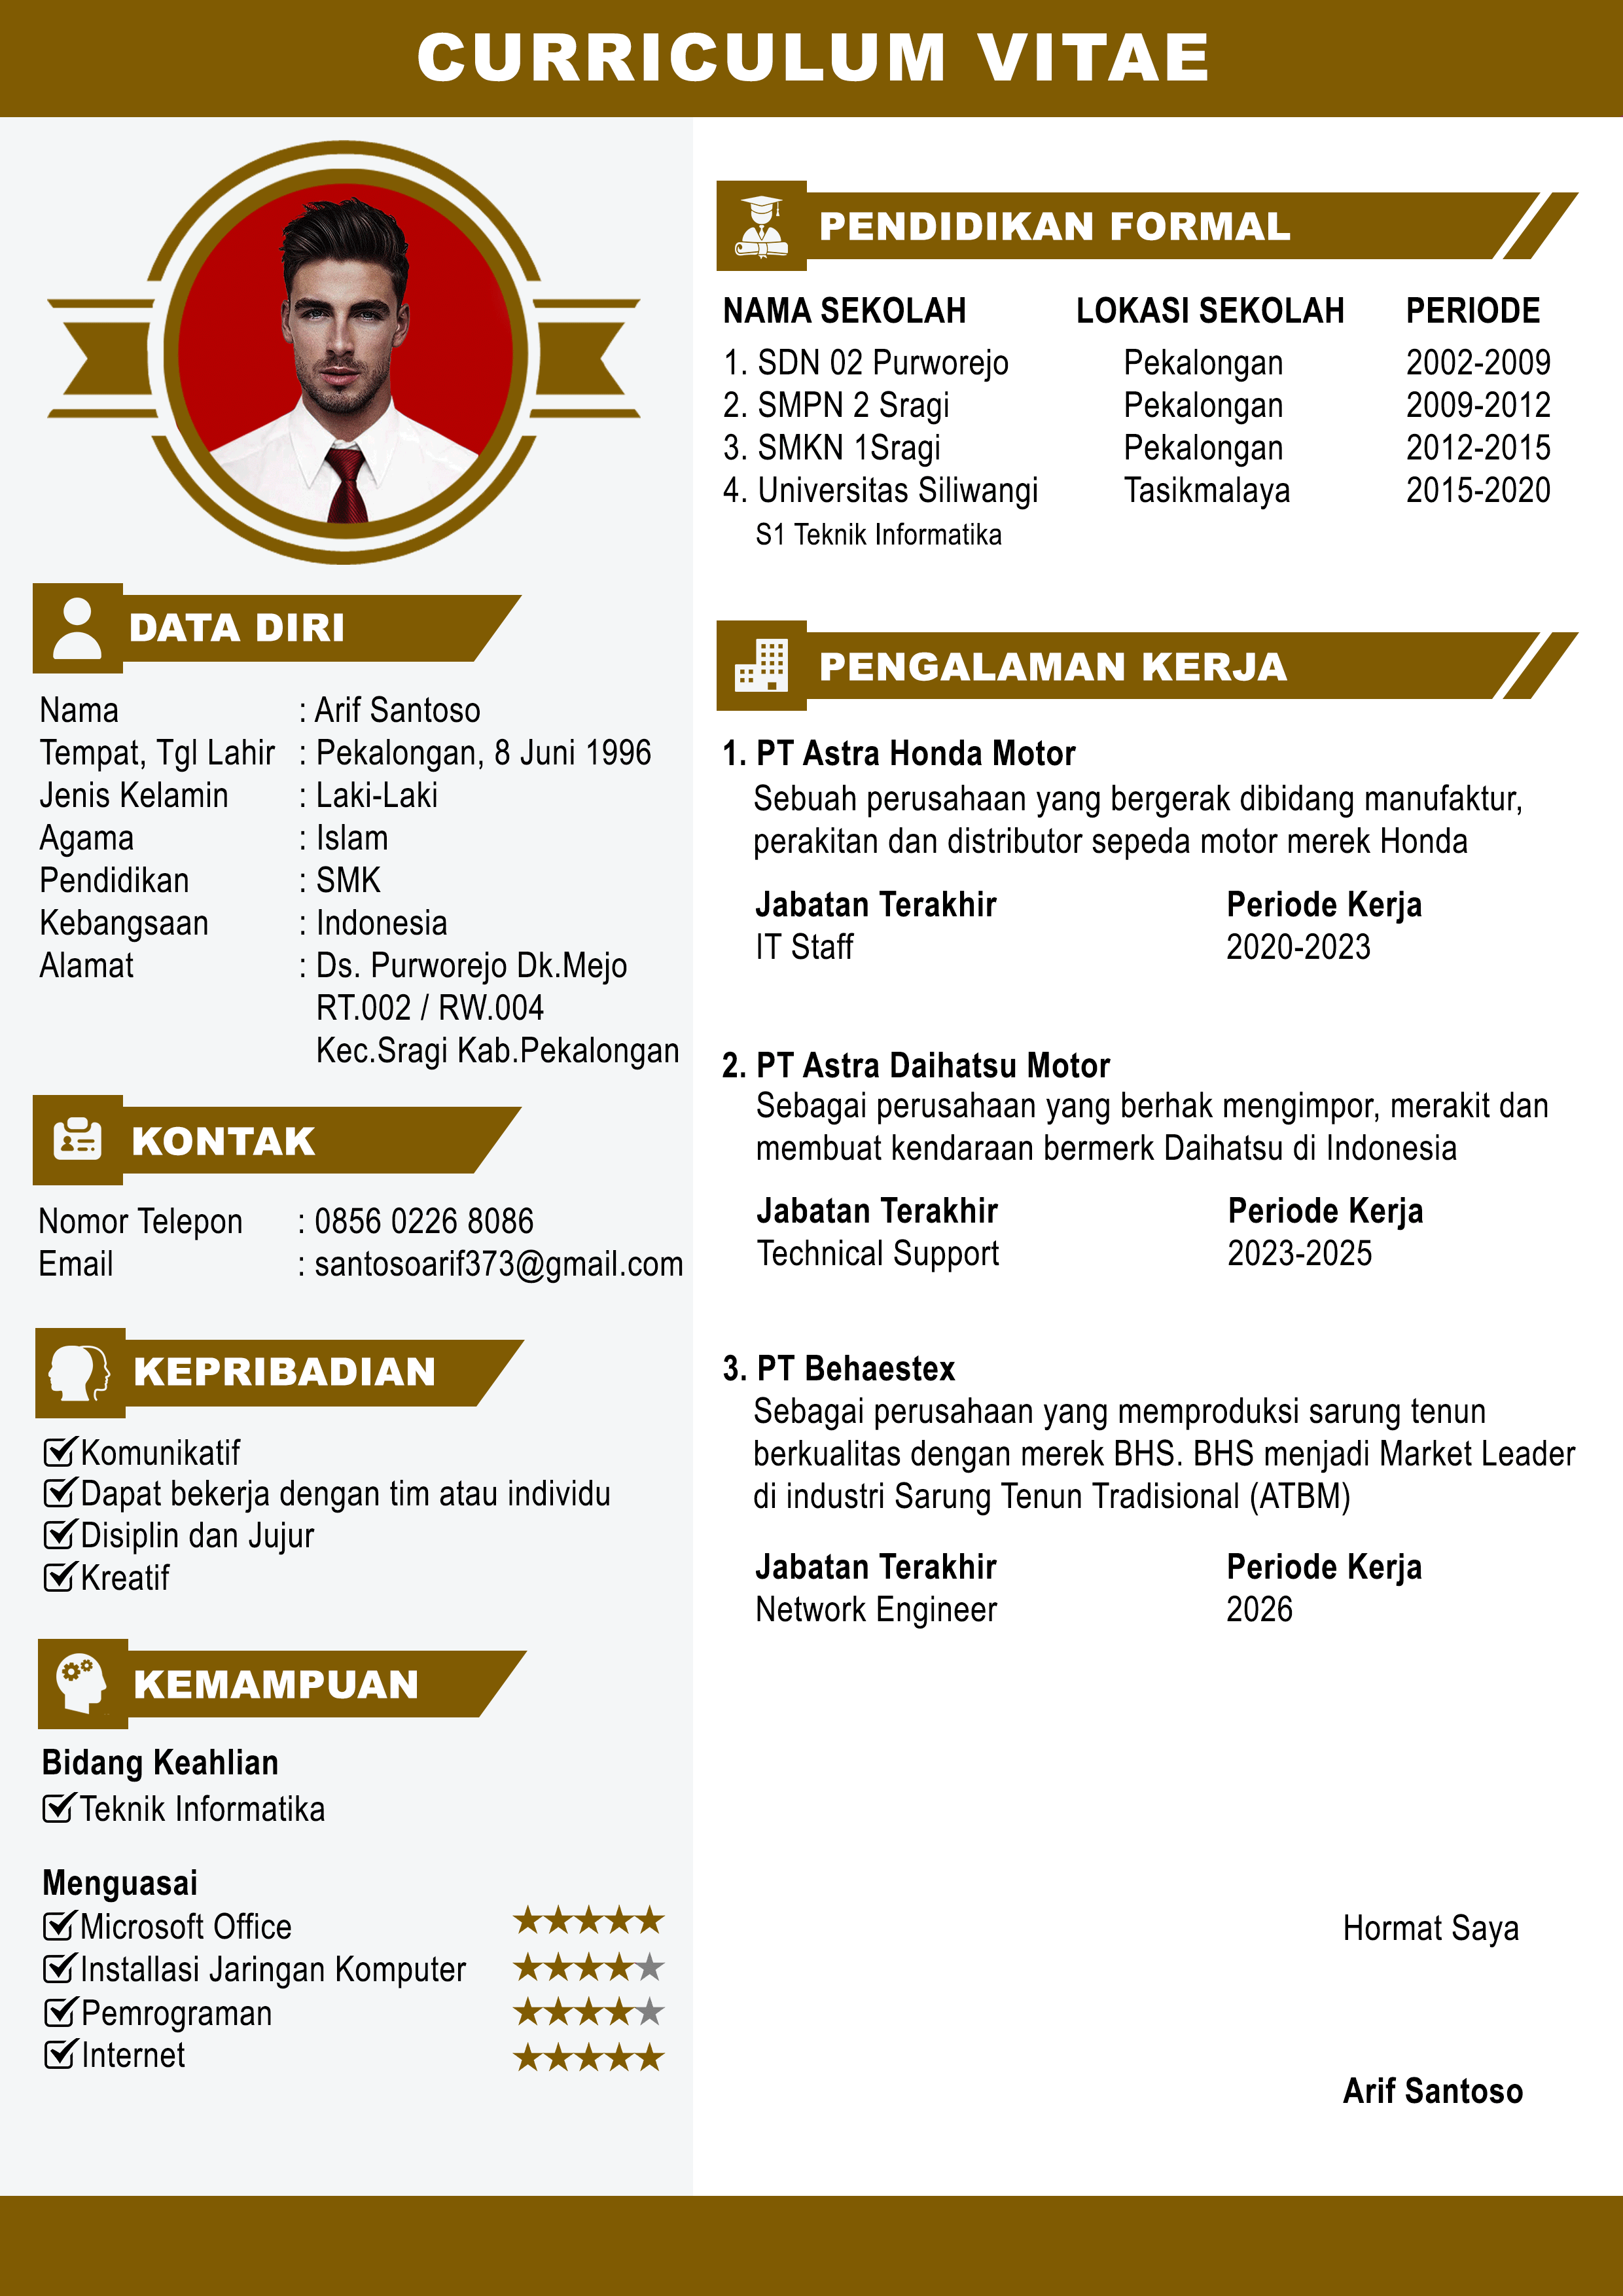 CURRICULUM VITAE
DATA DIRI
Nama : Arif Santoso
Tempat, Tgl Lahir : Pekalongan, 8 Juni 1996
Jenis Kelamin : Laki-Laki
Agama : Islam
Pendidikan : SMK
Kebangsaan : Indonesia
Alamat : Ds. Purworejo Dk.Mejo
RT.002 / RW.004
Kec.Sragi Kab.Pekalongan
KONTAK
Nomor Telepon : 0856 0226 8086
Email : santosoarif373@gmail.com
KEPRIBADIAN
Komunikatif
Dapat bekerja dengan tim atau individu
Disiplin dan Jujur
Kreatif
KEMAMPUAN
Bidang Keahlian
Teknik Informatika
Menguasai
Microsoft Office
Installasi Jaringan Komputer
Pemrograman
Internet
PENDIDIKAN FORMAL
NAMA SEKOLAH LOKASI SEKOLAH PERIODE
1. SDN 02 Purworejo Pekalongan 2002-2009
2. SMPN 2 Sragi Pekalongan 2009-2012
3. SMKN 1Sragi Pekalongan 2012-2015
4. Universitas Siliwangi Tasikmalaya 2015-2020
S1 Teknik Informatika
PENGALAMAN KERJA
1. PT Astra Honda Motor
Sebuah perusahaan yang bergerak dibidang manufaktur,
perakitan dan distributor sepeda motor merek Honda
Jabatan Terakhir Periode Kerja
IT Staff 2020-2023
2. PT Astra Daihatsu Motor
Sebagai perusahaan yang berhak mengimpor, merakit dan
membuat kendaraan bermerk Daihatsu di Indonesia
Jabatan Terakhir Periode Kerja
Technical Support 2023-2025
3. PT Behaestex
Sebagai perusahaan yang memproduksi sarung tenun
berkualitas dengan merek BHS. BHS menjadi Market Leader
di industri Sarung Tenun Tradisional (ATBM)
Jabatan Terakhir Periode Kerja
Network Engineer 2026
Hormat Saya
Arif Santoso